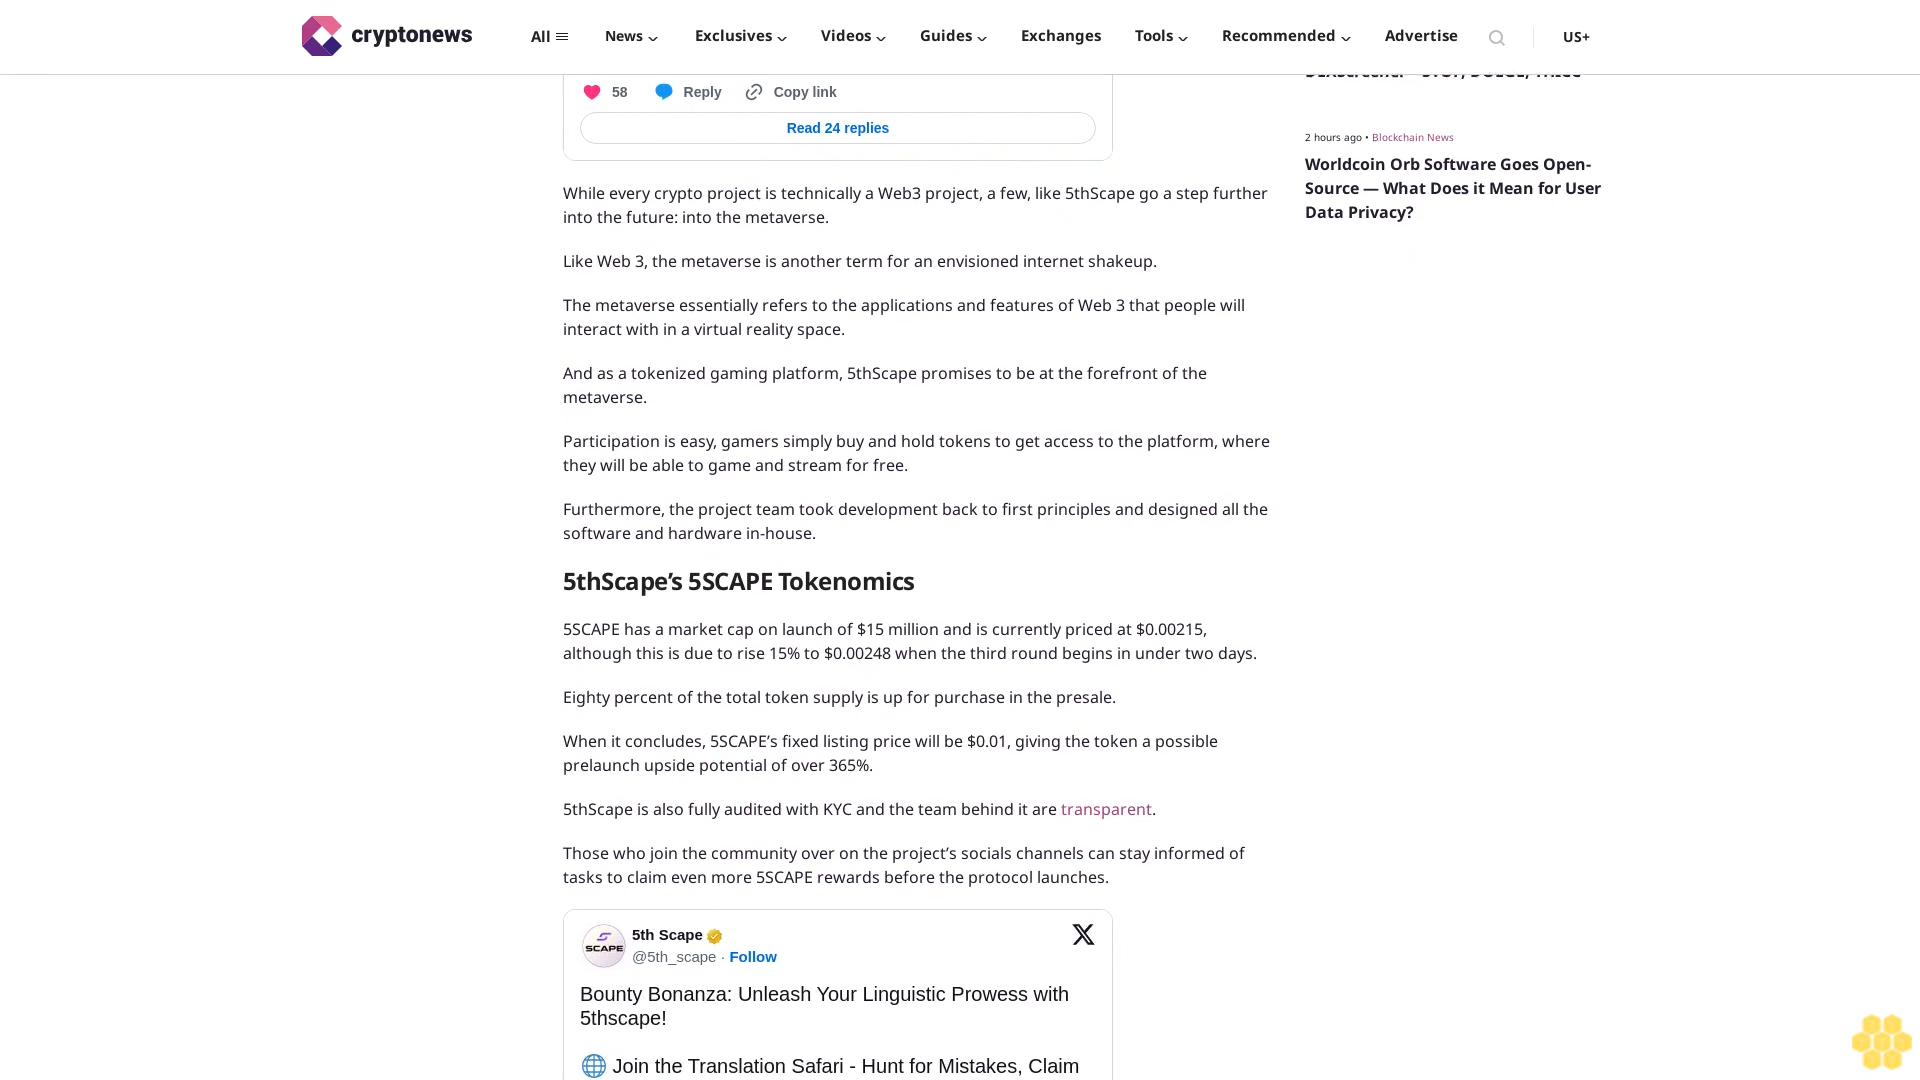 cryptonews
All
News
Exclusives
Videos
Guides
Exchanges
Tools
Recommended
Advertise
US+
58
Reply
Copy link
Read 24 replies
While every crypto project is technically a Web3 project, a few, like 5thScape go a step further
into the future: into the metaverse.
Like Web 3, the metaverse is another term for an envisioned internet shakeup.
The metaverse essentially refers to the applications and features of Web 3 that people will
interact with in a virtual reality space.
And as a tokenized gaming platform, 5thScape promises to be at the forefront of the
metaverse.
Participation is easy, gamers simply buy and hold tokens to get access to the platform, where
they will be able to game and stream for free.
Furthermore, the project team took development back to first principles and designed all the
software and hardware in-house.
5thScape’s 5SCAPE Tokenomics
5SCAPE has a market cap on launch of $15 million and is currently priced at $0.00215,
although this is due to rise 15% to $0.00248 when the third round begins in under two days.
Eighty percent of the total token supply is up for purchase in the presale.
When it concludes, 5SCAPE’s fixed listing price will be $0.01, giving the token a possible
prelaunch upside potential of over 365%.
5thScape is also fully audited with KYC and the team behind it are transparent.
Those who join the community over on the project’s socials channels can stay informed of
tasks to claim even more 5SCAPE rewards before the protocol launches.
SCAPE
5th Scape
@5th_scape · Follow
Bounty Bonanza: Unleash Your Linguistic Prowess with
5thscape!
Join the Translation Safari - Hunt for Mistakes, Claim
2 hours ago • Blockchain News
Worldcoin Orb Software Goes Open-
Source — What Does it Mean for User
Data Privacy?